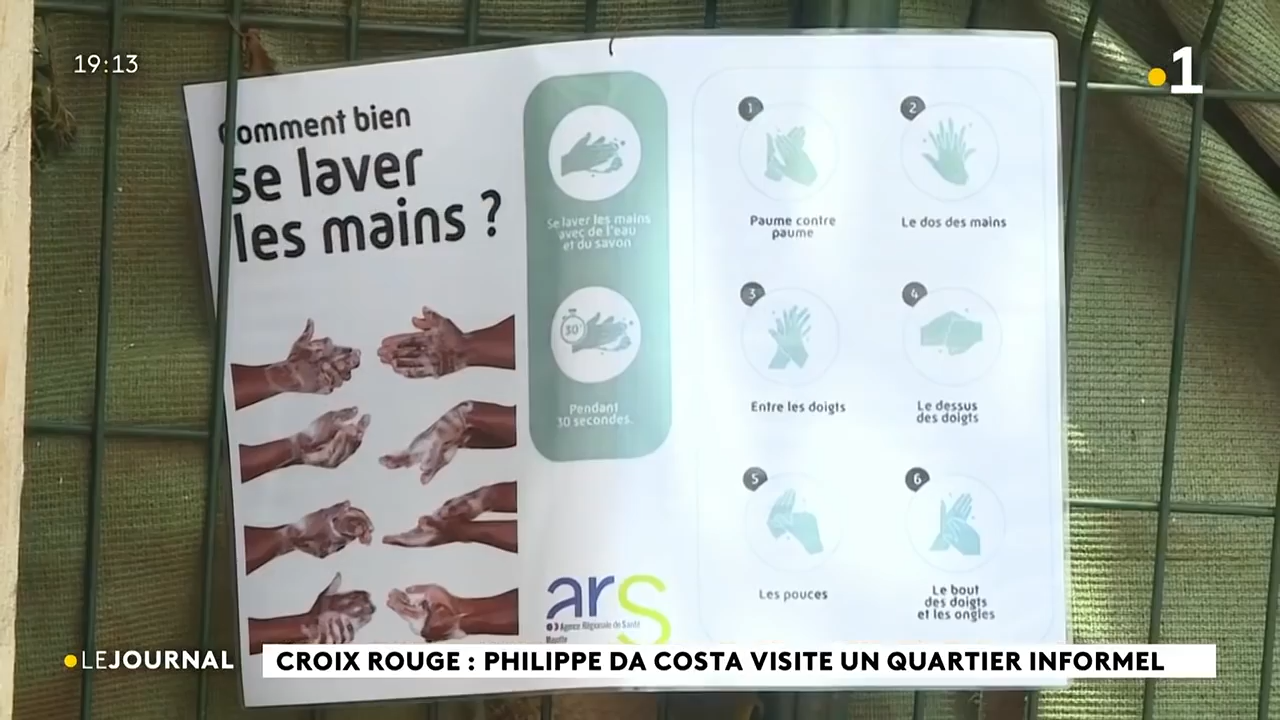 19:13
1
Comment bien
se laver
les mains ?
Se laver les mains
avec de l'eau
et du savon
30"
Pendant
30 secondes.
1
Paume contre
paume
2
Le dos des mains
3
Entre les doigts
4
Le dessus
des doigts
5
Les pouces
6
Le bout
des doigts
et les ongles
ars
Agence Régionale de Santé
Mayotte
LEJOURNAL
CROIX ROUGE : PHILIPPE DA COSTA VISITE UN QUARTIER INFORMEL